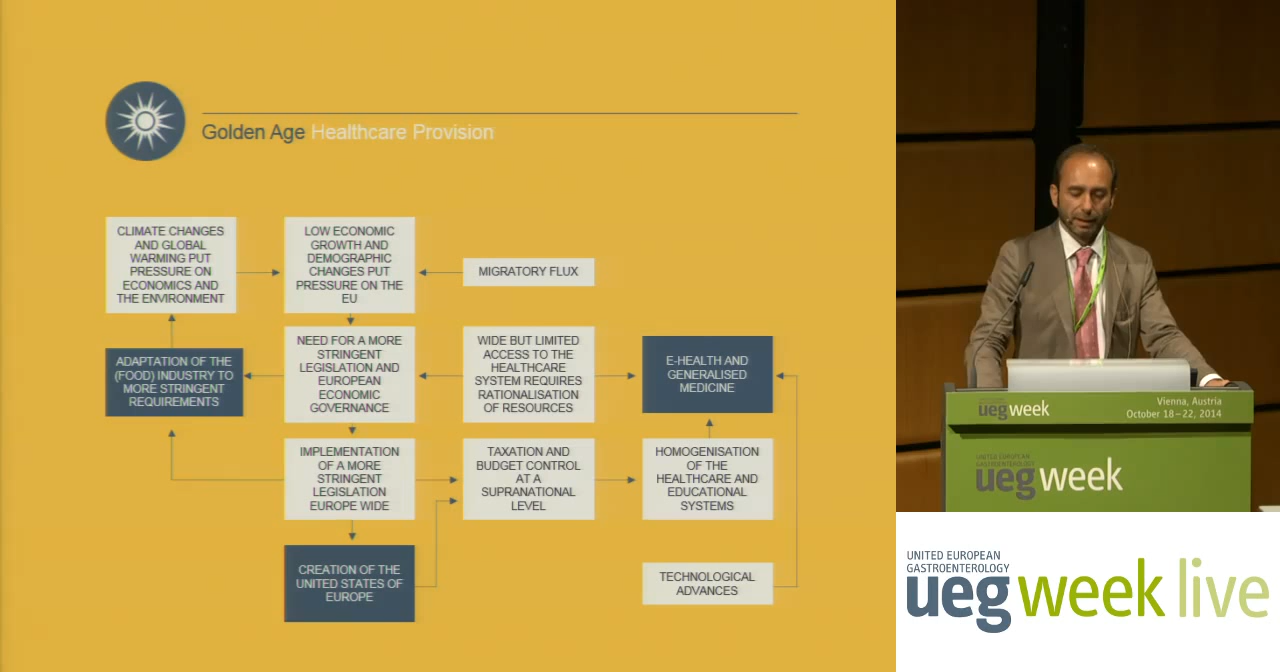 Golden Age Healthcare Provision
CLIMATE CHANGES
AND GLOBAL
WARMING PUT
PRESSURE ON
ECONOMICS AND
THE ENVIRONMENT
LOW ECONOMIC
GROWTH AND
DEMOGRAPHIC
CHANGES PUT
PRESSURE ON THE
EU
MIGRATORY FLUX
ADAPTATION OF THE
(FOOD) INDUSTRY TO
MORE STRINGENT
REQUIREMENTS
NEED FOR A MORE
STRINGENT
LEGISLATION AND
EUROPEAN
ECONOMIC
GOVERNANCE
WIDE BUT LIMITED
ACCESS TO THE
HEALTHCARE
SYSTEM REQUIRES
RATIONALISATION
OF RESOURCES
E-HEALTH AND
GENERALISED
MEDICINE
IMPLEMENTATION
OF A MORE
STRINGENT
LEGISLATION
EUROPE WIDE
TAXATION AND
BUDGET CONTROL
AT A
SUPRANATIONAL
LEVEL
HOMOGENISATION
OF THE
HEALTHCARE AND
EDUCATIONAL
SYSTEMS
CREATION OF THE
UNITED STATES OF
EUROPE
TECHNOLOGICAL
ADVANCES
ueg week
Vienna, Austria
October 18–22, 2014
UNITED EUROPEAN
GASTROENTEROLOGY
ueg week
UNITED EUROPEAN
GASTROENTEROLOGY
ueg week live